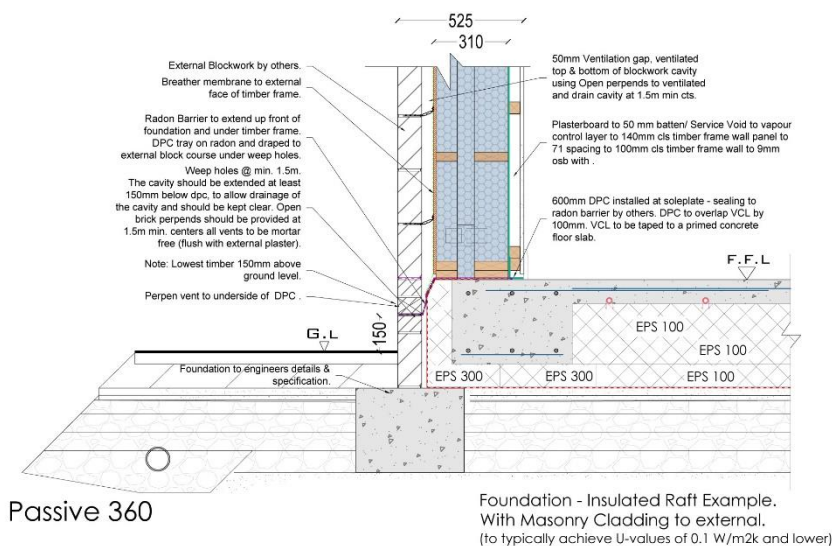 525
310
External Blockwork by others.
Breather membrane to external
face of timber frame.
Radon Barrier to extend up front of
foundation and under timber frame.
DPC tray on radon and draped to
external block course under weep holes.
Weep holes @ min. 1.5m.
The cavity should be extended at least
150mm below dpc, to allow drainage of
the cavity and should be kept clear. Open
brick perpends should be provided at
1.5m min. centers all vents to be mortar
free (flush with external plaster).
Note: Lowest timber 150mm above
ground level.
Perpen vent to underside of DPC .
G.L
150
Foundation to engineers details &
specification.
50mm Ventilation gap, ventilated
top & bottom of blockwork cavity
using Open perpends to ventilated
and drain cavity at 1.5m min cts.
Plasterboard to 50 mm batten/ Service Void to vapour
control layer to 140mm cls timber frame wall panel to
71 spacing to 100mm cls timber frame wall to 9mm
osb with .
600mm DPC installed at soleplate - sealing to
radon barrier by others. DPC to overlap VCL by
100mm. VCL to be taped to a primed concrete
floor slab.
F.F.L
EPS 100
EPS 100
EPS 300
EPS 300
EPS 100
Passive 360
Foundation - Insulated Raft Example.
With Masonry Cladding to external.
(to typically achieve U-values of 0.1 W/m2k and lower)